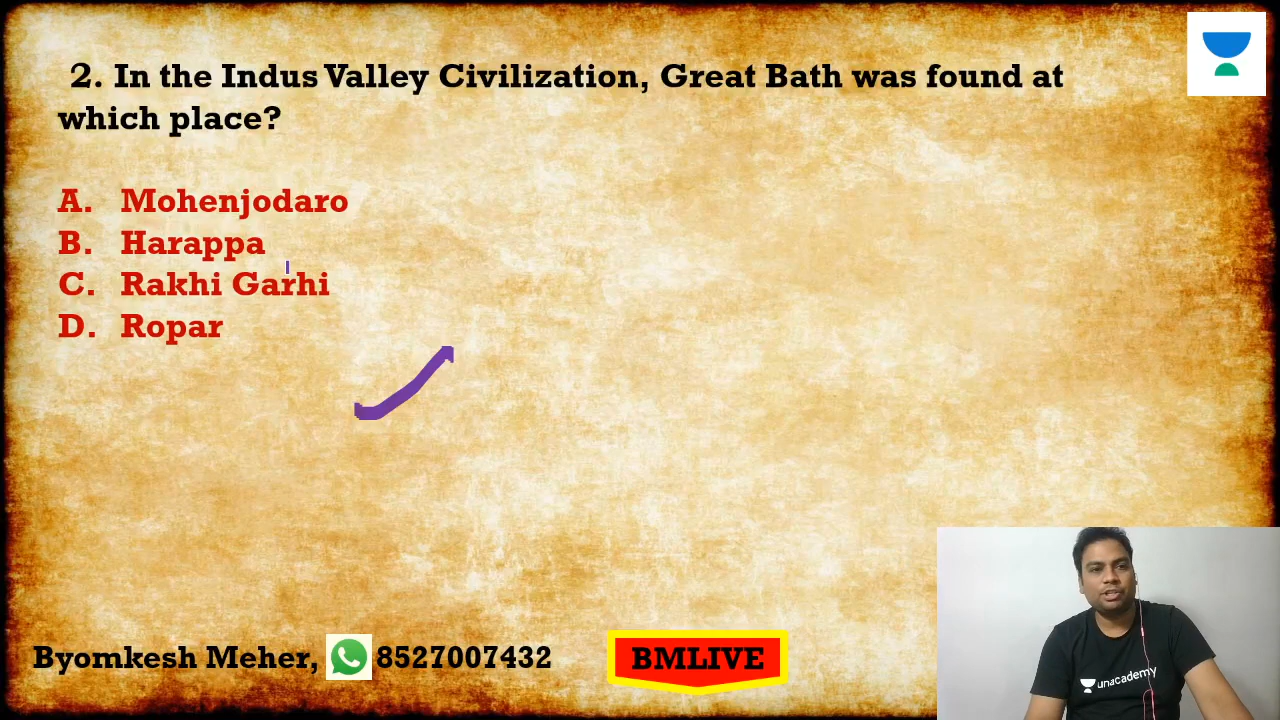 2. In the Indus Valley Civilization, Great Bath was found at
which place?
A. Mohenjodaro
B. Harappa
C. Rakhi Garhi
D. Ropar
Byomkesh Meher, 8527007432
BMLIVE
unacademy